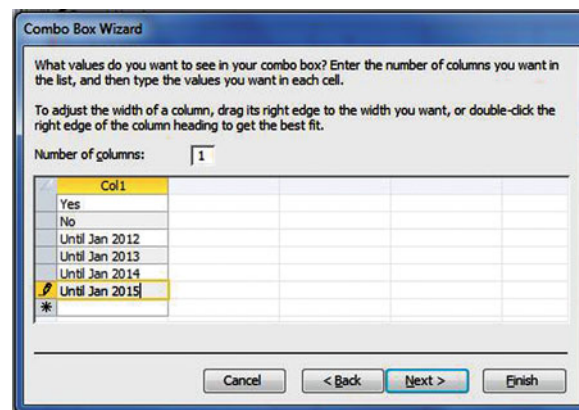 Combo Box Wizard
What values do you want to see in your combo box? Enter the number of columns you want in
the list, and then type the values you want in each cell.
To adjust the width of a column, drag its right edge to the width you want, or double-click the
right edge of the column heading to get the best fit.
Number of columns: 1
Col1
Yes
No
Until Jan 2012
Until Jan 2013
Until Jan 2014
Until Jan 2015
Cancel < Back Next > Finish